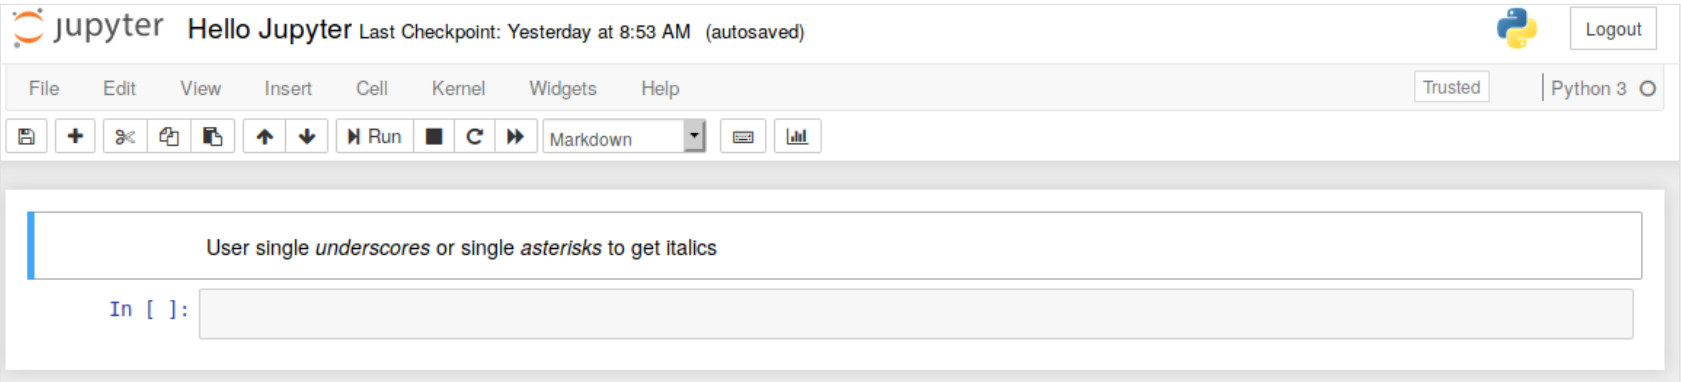 jupyter Hello Jupyter Last Checkpoint: Yesterday at 8:53 AM (autosaved) Logout
File Edit View Insert Cell Kernel Widgets Help Trusted Python 3
Run Markdown
User single underscores or single asterisks to get italics
In [ ]: